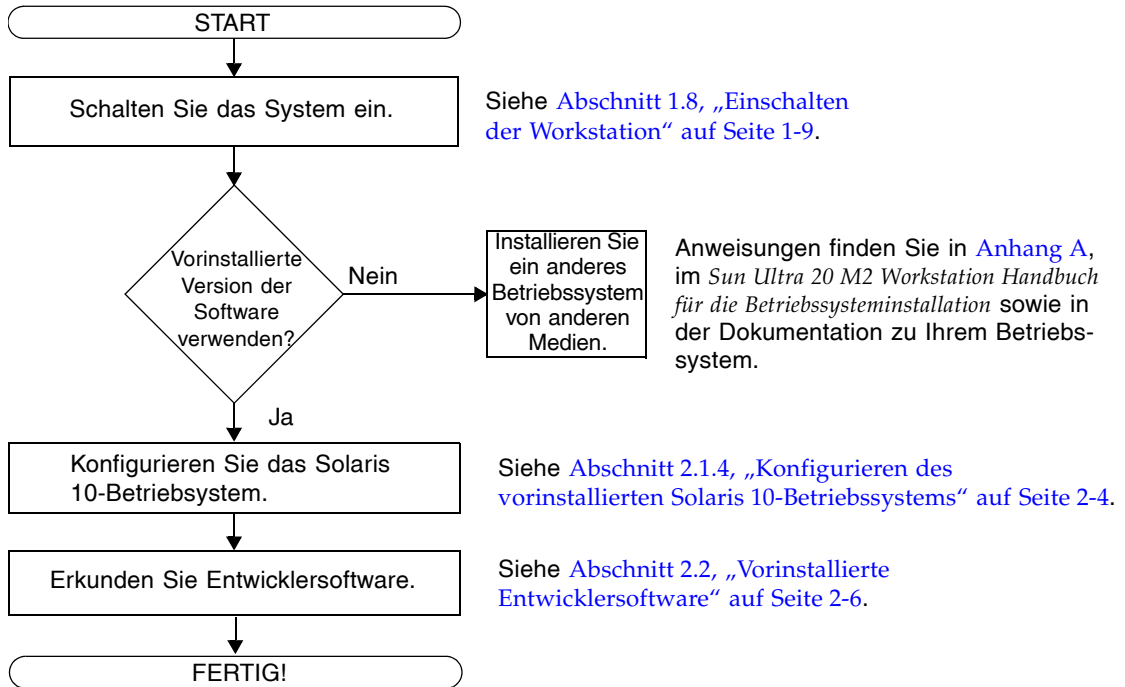 START
Schalten Sie das System ein.
Siehe Abschnitt 1.8, „Einschalten
der Workstation“ auf Seite 1-9.
Vorinstallierte
Version der
Software
verwenden?
Nein
Installieren Sie
ein anderes
Betriebssystem
von anderen
Medien.
Anweisungen finden Sie in Anhang A,
im Sun Ultra 20 M2 Workstation Handbuch
für die Betriebssysteminstallation sowie in
der Dokumentation zu Ihrem Betriebs-
system.
Ja
Konfigurieren Sie das Solaris
10-Betriebsystem.
Siehe Abschnitt 2.1.4, „Konfigurieren des
vorinstallierten Solaris 10-Betriebssystems“ auf Seite 2-4.
Erkunden Sie Entwicklersoftware.
Siehe Abschnitt 2.2, „Vorinstallierte
Entwicklersoftware“ auf Seite 2-6.
FERTIG!